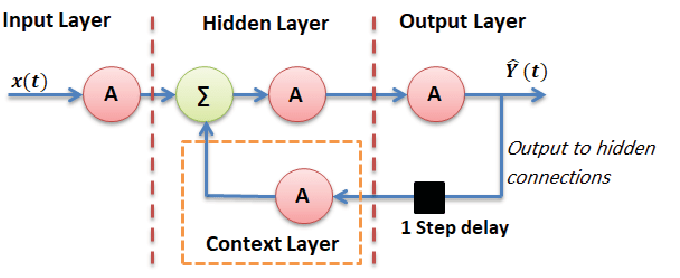 Input Layer
Hidden Layer
Output Layer
x(t)
A
Σ
A
A
Ŷ (t)
Output to hidden
connections
A
1 Step delay
Context Layer